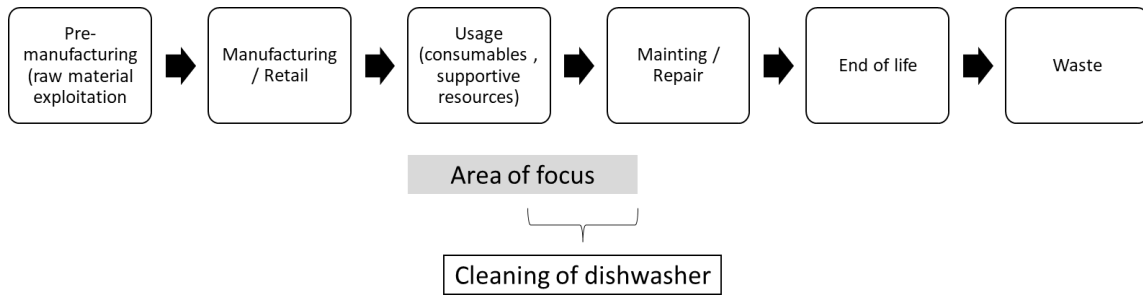 Pre-
manufacturing
(raw material
exploitation
Manufacturing
/ Retail
Usage
(consumables ,
supportive
resources)
Mainting /
Repair
End of life
Waste
Area of focus
Cleaning of dishwasher